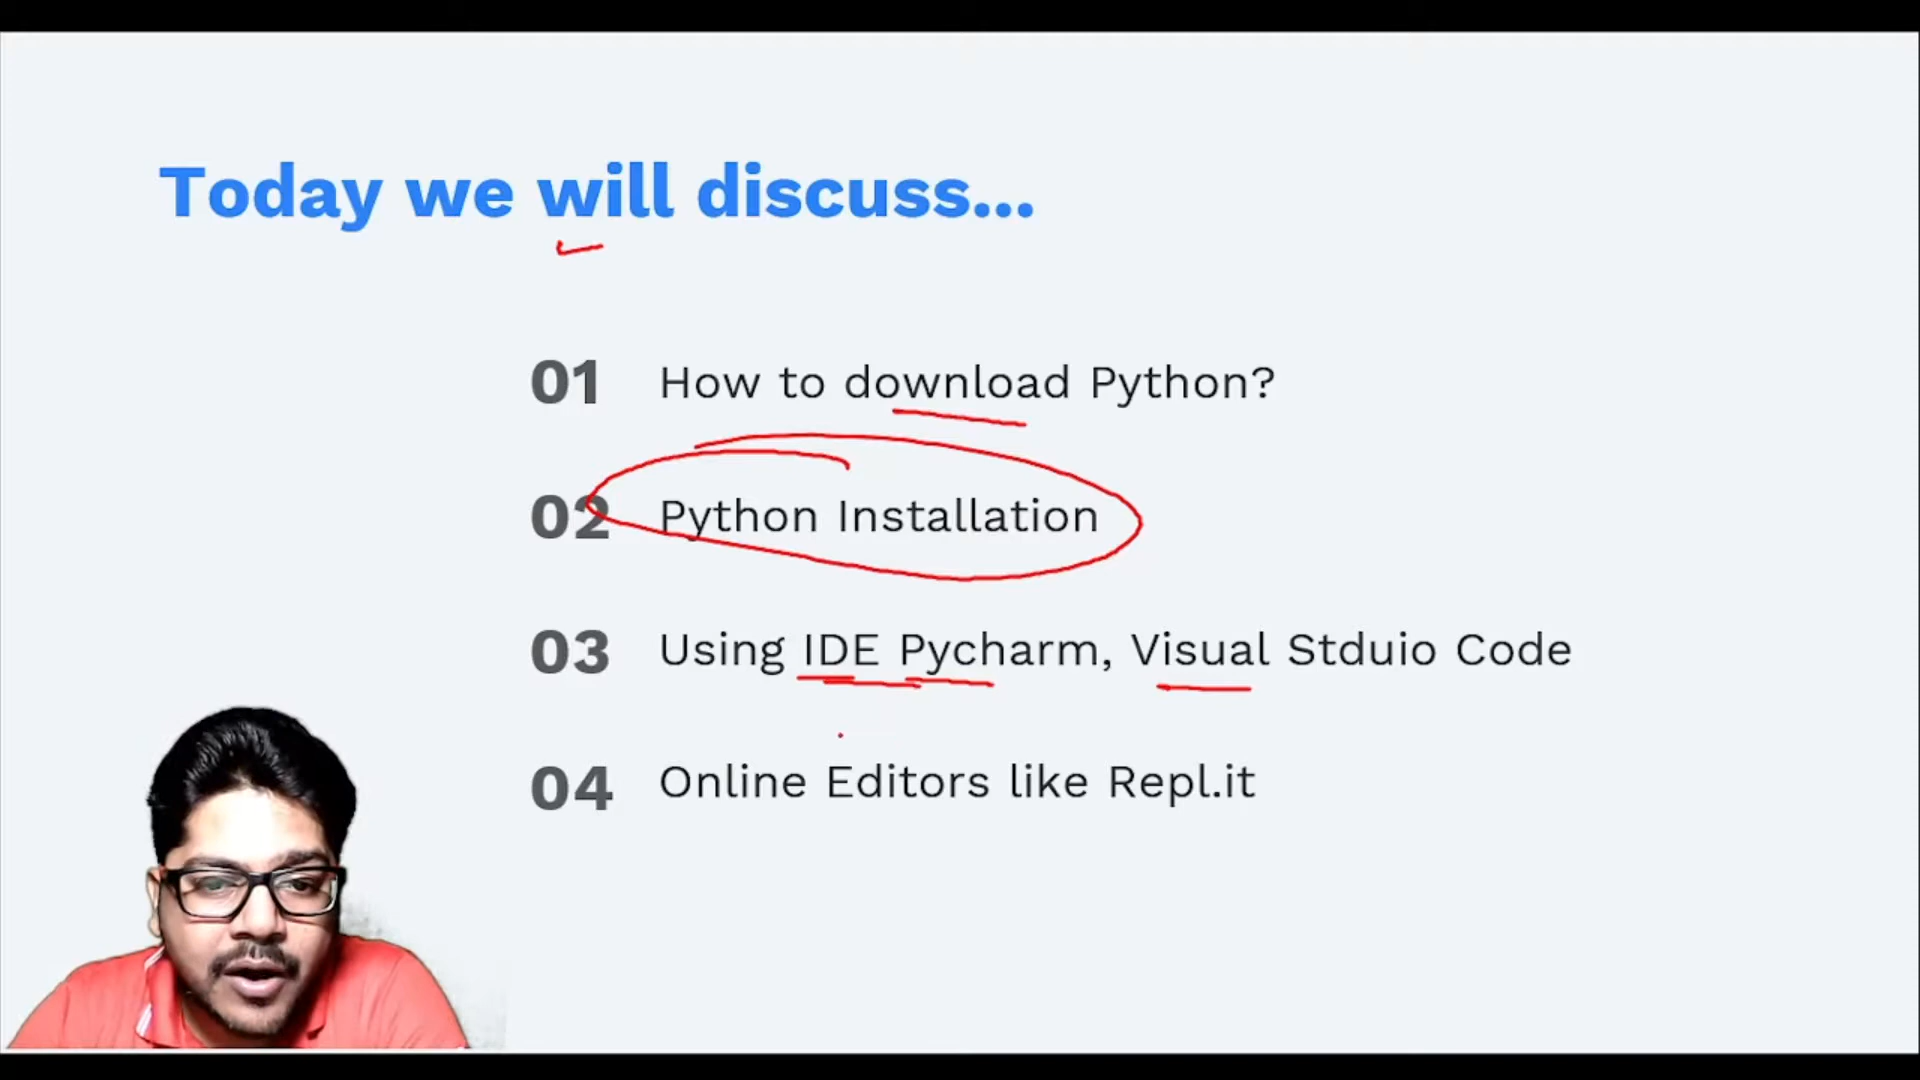 Today we will discuss...
01 How to download Python?
02 Python Installation
03 Using IDE Pycharm, Visual Stduio Code
04 Online Editors like Repl.it